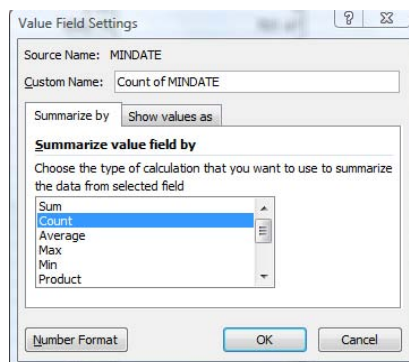 Value Field Settings
Source Name: MINDATE
Custom Name: Count of MINDATE
Summarize by Show values as
Summarize value field by
Choose the type of calculation that you want to use to summarize
the data from selected field
Sum
Count
Average
Max
Min
Product
Number Format OK Cancel